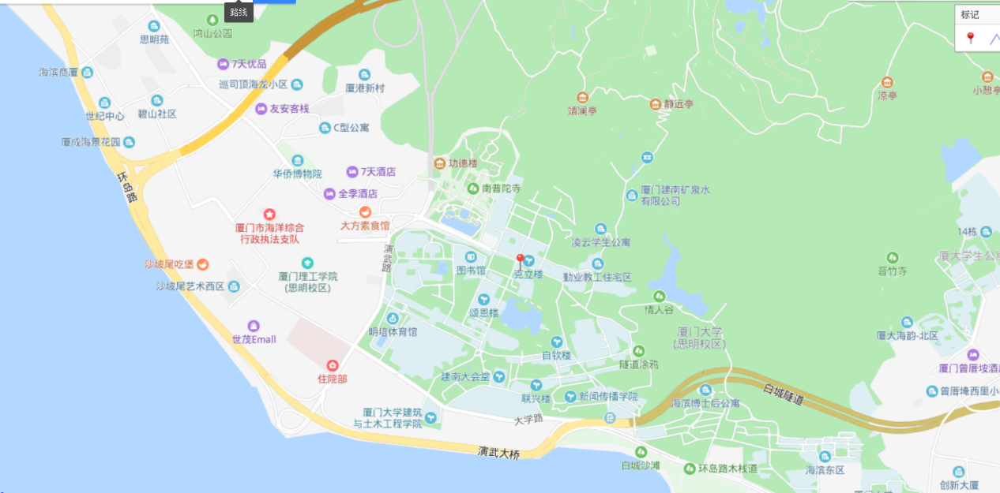 路线
标记
鸿山公园
思明苑
7天优品
海滨商厦
巡司顶海龙小区
厦港新村
世纪中心
碧山社区
友安客栈
C型公寓
靖澜亭
静远亭
凉亭
小憩亭
厦成海景花园
环岛路
华侨博物院
7天酒店
功德楼
全季酒店
南普陀寺
厦门建南矿泉水
有限公司
大方素食馆
厦门市海洋综合
行政执法支队
14栋
凌云学生公寓
演武路
沙坡尾吃堡
图书馆
克立楼
勤业教工住宅区
厦大学生公
晋竹寺
厦门理工学院
(思明校区)
沙坡尾艺术西区
颂恩楼
情人谷
世茂Emall
明培体育馆
厦门大学
(思明校区)
厦大海韵-北区
自钦楼
隧道涂鸦
厦门曾厝垵酒
住院部
建南大会堂
联兴楼
新闻传播学院
海滨博士后公寓
白城隧道
曾厝埯西里小
厦门大学建筑
与土木工程学院
大学路
演武大桥
白城沙滩
环岛路木栈道
海滨东区
创新大厦